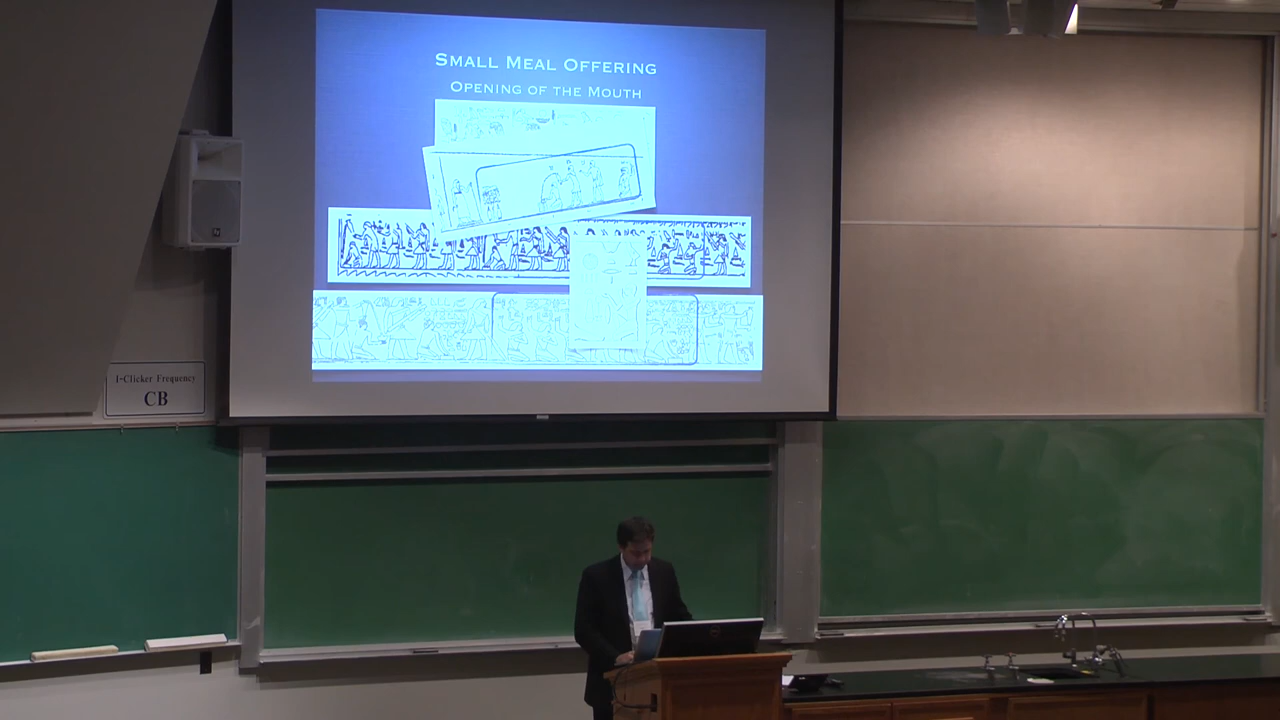 Small Meal Offering
Opening of the Mouth
I-Clicker Frequency
CB